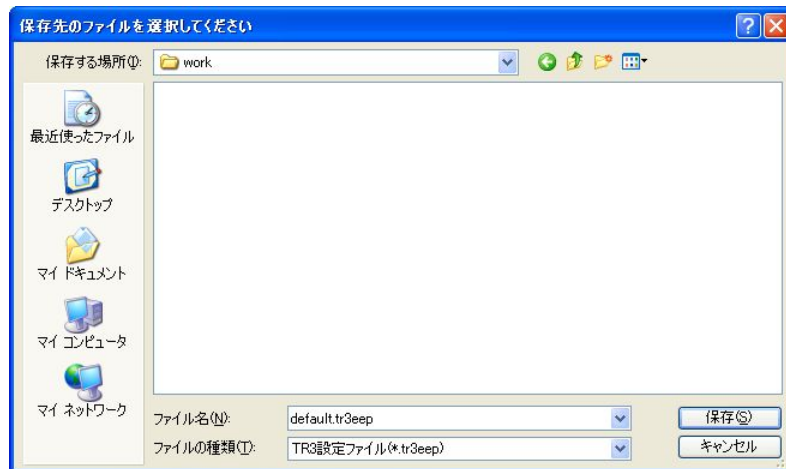 保存先のファイルを選択してください
保存する場所(I):
work
最近使ったファイル
デスクトップ
マイ ドキュメント
マイ コンピュータ
マイ ネットワーク
ファイル名(N):
default.tr3eep
保存(S)
ファイルの種類(T):
TR3設定ファイル(*.tr3eep)
キャンセル